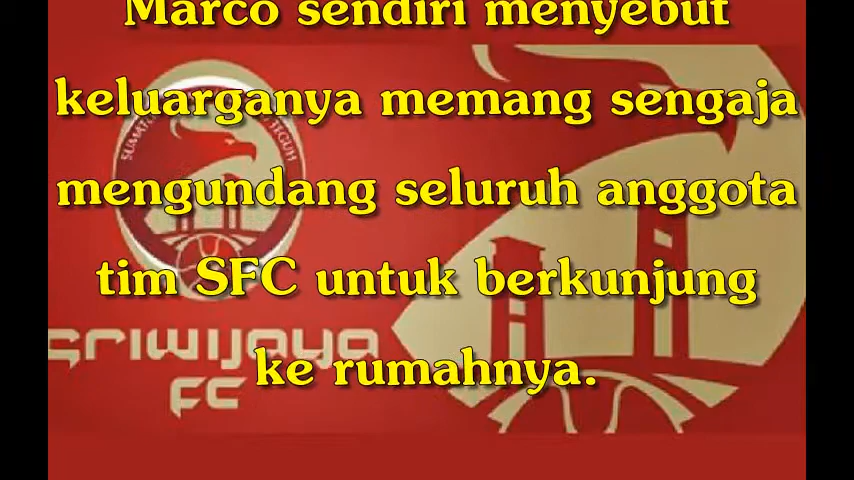 Marco sendiri menyebut
keluarganya memang sengaja
mengundang seluruh anggota
tim SFC untuk berkunjung
ke rumahnya.
SRIWIJAYA
FC